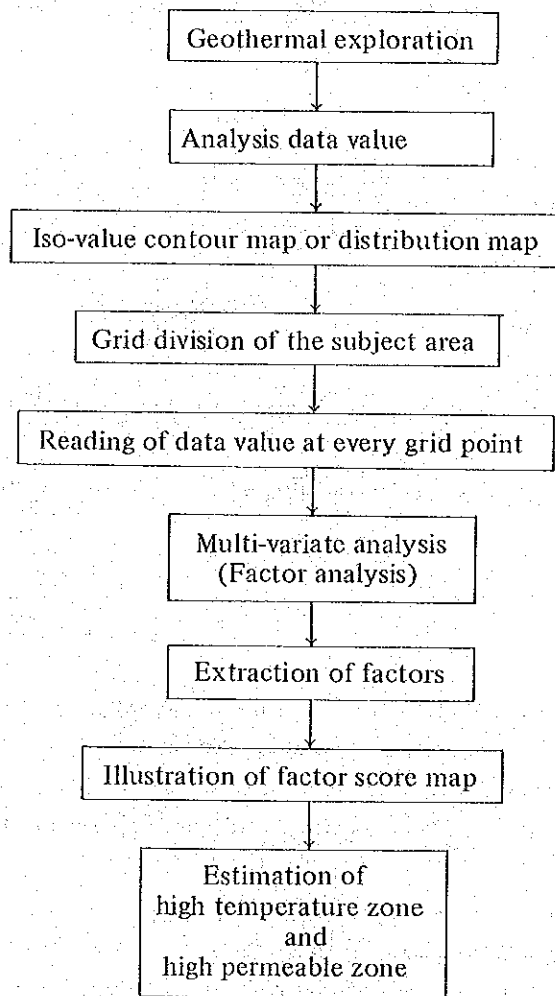 Geothermal exploration
Analysis data value
Iso-value contour map or distribution map
Grid division of the subject area
Reading of data value at every grid point
Multi-variate analysis
(Factor analysis)
Extraction of factors
Illustration of factor score map
Estimation of
high temperature zone
and
high permeable zone